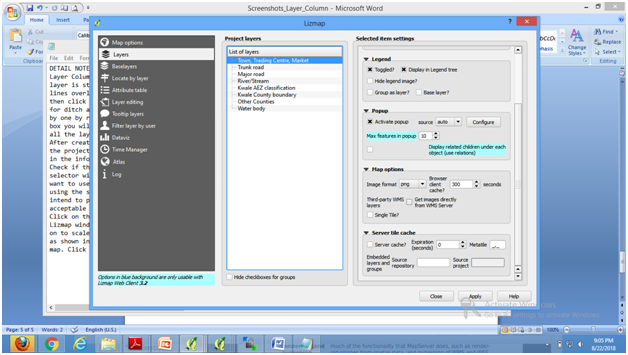 Screenshots_Layer_Column - Microsoft Word
Home
Paste
Clipboard
Calib
Find
Replace
Select
Editing
Change
Styles
AaBbCcDc
DETAIL NOTE
Layer Column
layer is st
lines overl
then click
for ditch a
by one by r
box you wil
all the lay
After creat
the project
in the info
Check if th
selector wi
want to use
using the s
intend to p
acceptable
Click on th
Lizmap wind
on to scale
as shown in
map. Click
Lizmap
Map options
Layers
Baselayers
Locate by layer
Attribute table
Layer editing
Tooltip layers
Filter layer by user
Dataviz
Time Manager
Atlas
Log
Options in blue background are only usable with
Lizmap Web Client 3.2
Project layers
List of layers
Town, Trading Centre, Market
Trunk road
Major road
River/Stream
Kwale AEZ classification
Kwale County boundary
Other Counties
Water body
Hide checkboxes for groups
Selected item settings
Legend
Toggled? Display in Legend tree
Hide legend image?
Group as layer? Base layer?
Popup
Activate popup source auto Configure
Max features in popup 10
Display related children under each
object (use relations)
Map options
Image format png Browser client cache? 300 seconds
Third-party WMS layers Get images directly from WMS Server
Single Tile?
Server tile cache
Server cache? Expiration (seconds) 0 Metatile
Embedded layers and groups Source repository Source project
Close Apply Help
Activate Windows
Page: 5 of 5 Words: 2 English (U.S.)
100%
9:05 PM
8/22/2018